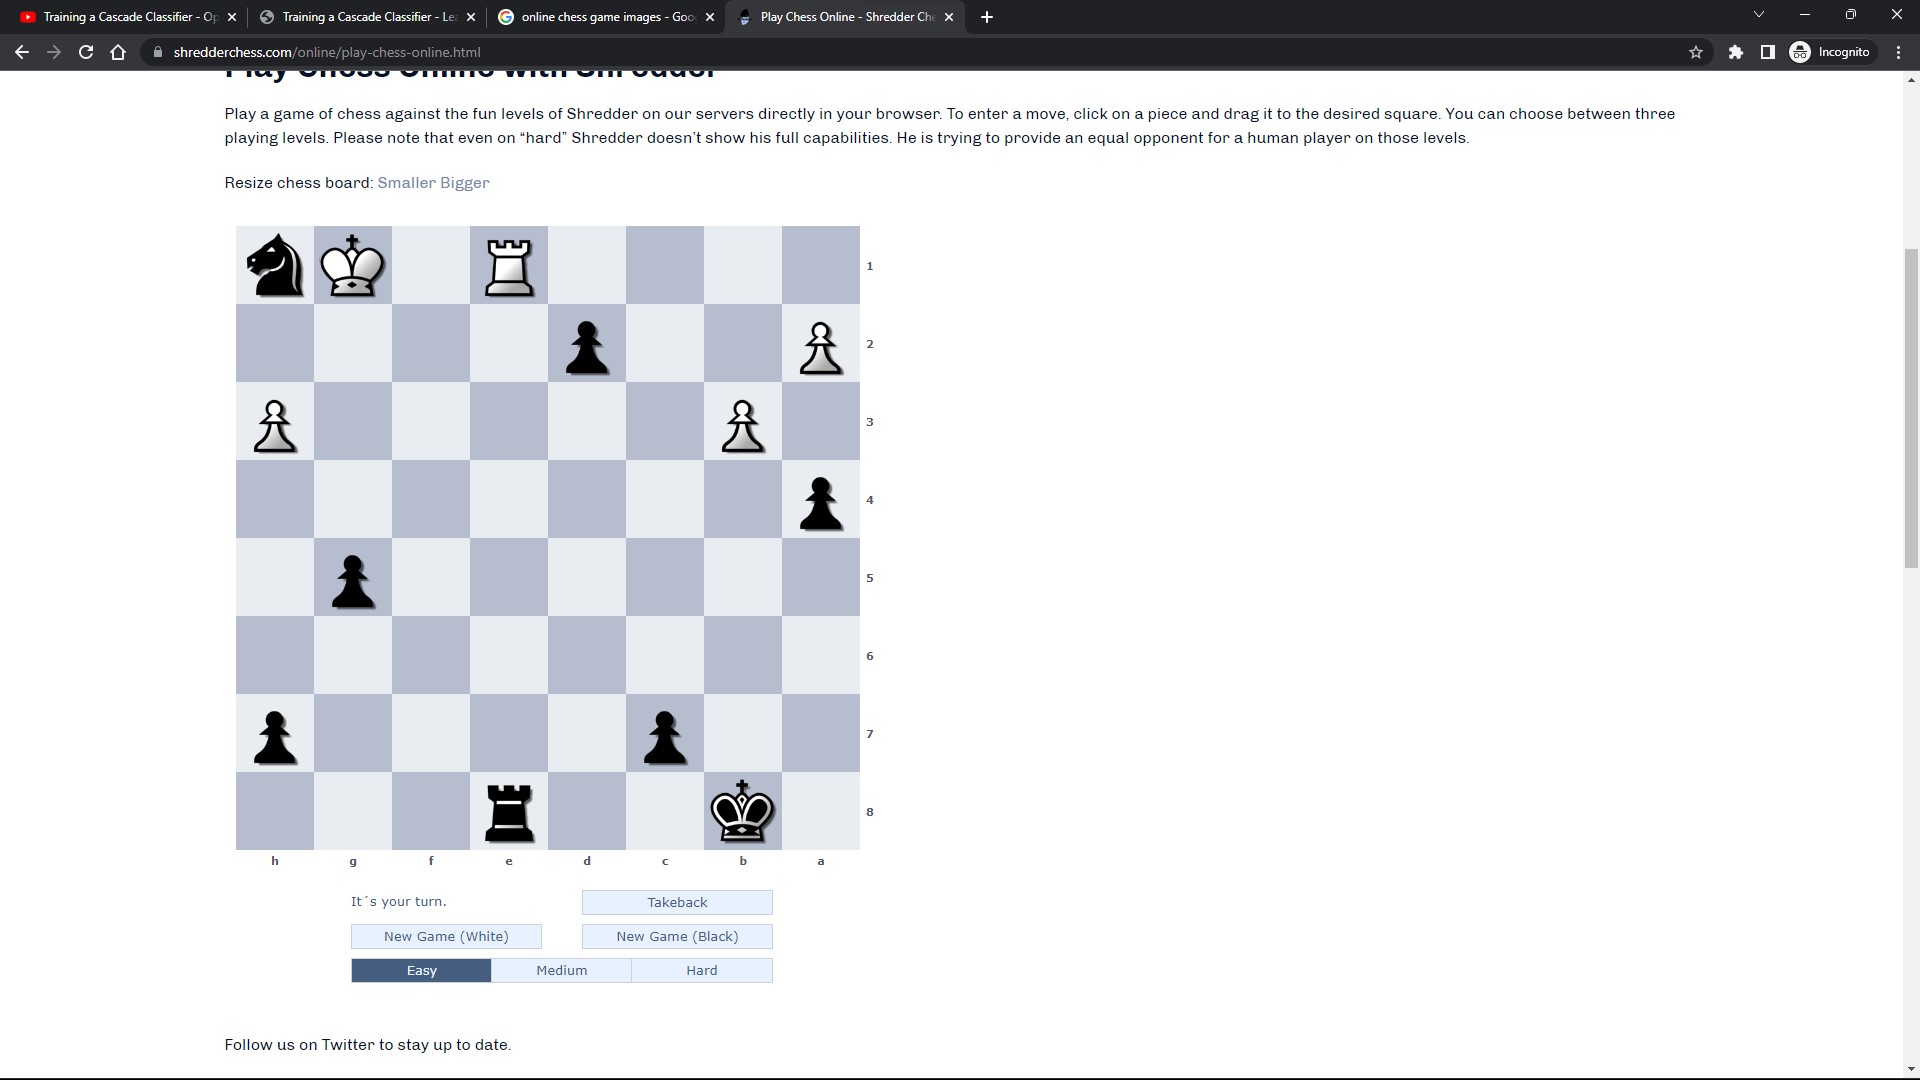 Training a Cascade Classifier - Op
Training a Cascade Classifier - Le
online chess game images - Goo
Play Chess Online - Shredder Che
shredderchess.com/online/play-chess-online.html
Incognito
Play Chess Online with Shredder
Play a game of chess against the fun levels of Shredder on our servers directly in your browser. To enter a move, click on a piece and drag it to the desired square. You can choose between three
playing levels. Please note that even on “hard” Shredder doesn’t show his full capabilities. He is trying to provide an equal opponent for a human player on those levels.
Resize chess board: Smaller Bigger
1
2
3
4
5
6
7
8
h g f e d c b a
It´s your turn.
Takeback
New Game (White)
New Game (Black)
Easy
Medium
Hard
Follow us on Twitter to stay up to date.